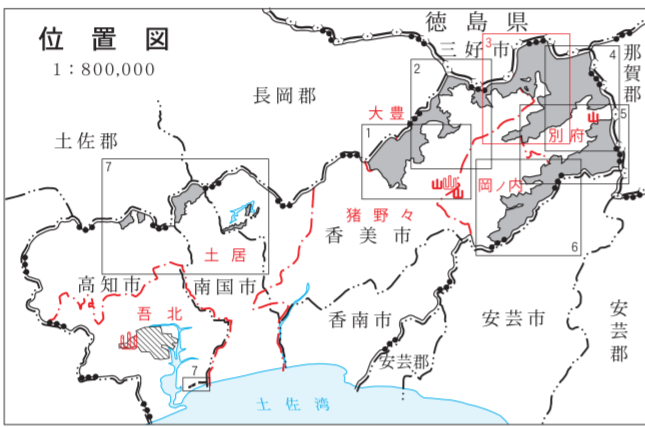 位置図
1:800,000
徳島県
三好市
那賀郡
長岡郡
土佐郡
大豊
別府
岡ノ内
猪野々
香美市
土居
高知市
南国市
吾北
香南市
安芸市
安芸郡
安芸郡
土佐湾
1
2
3
4
5
6
7
7